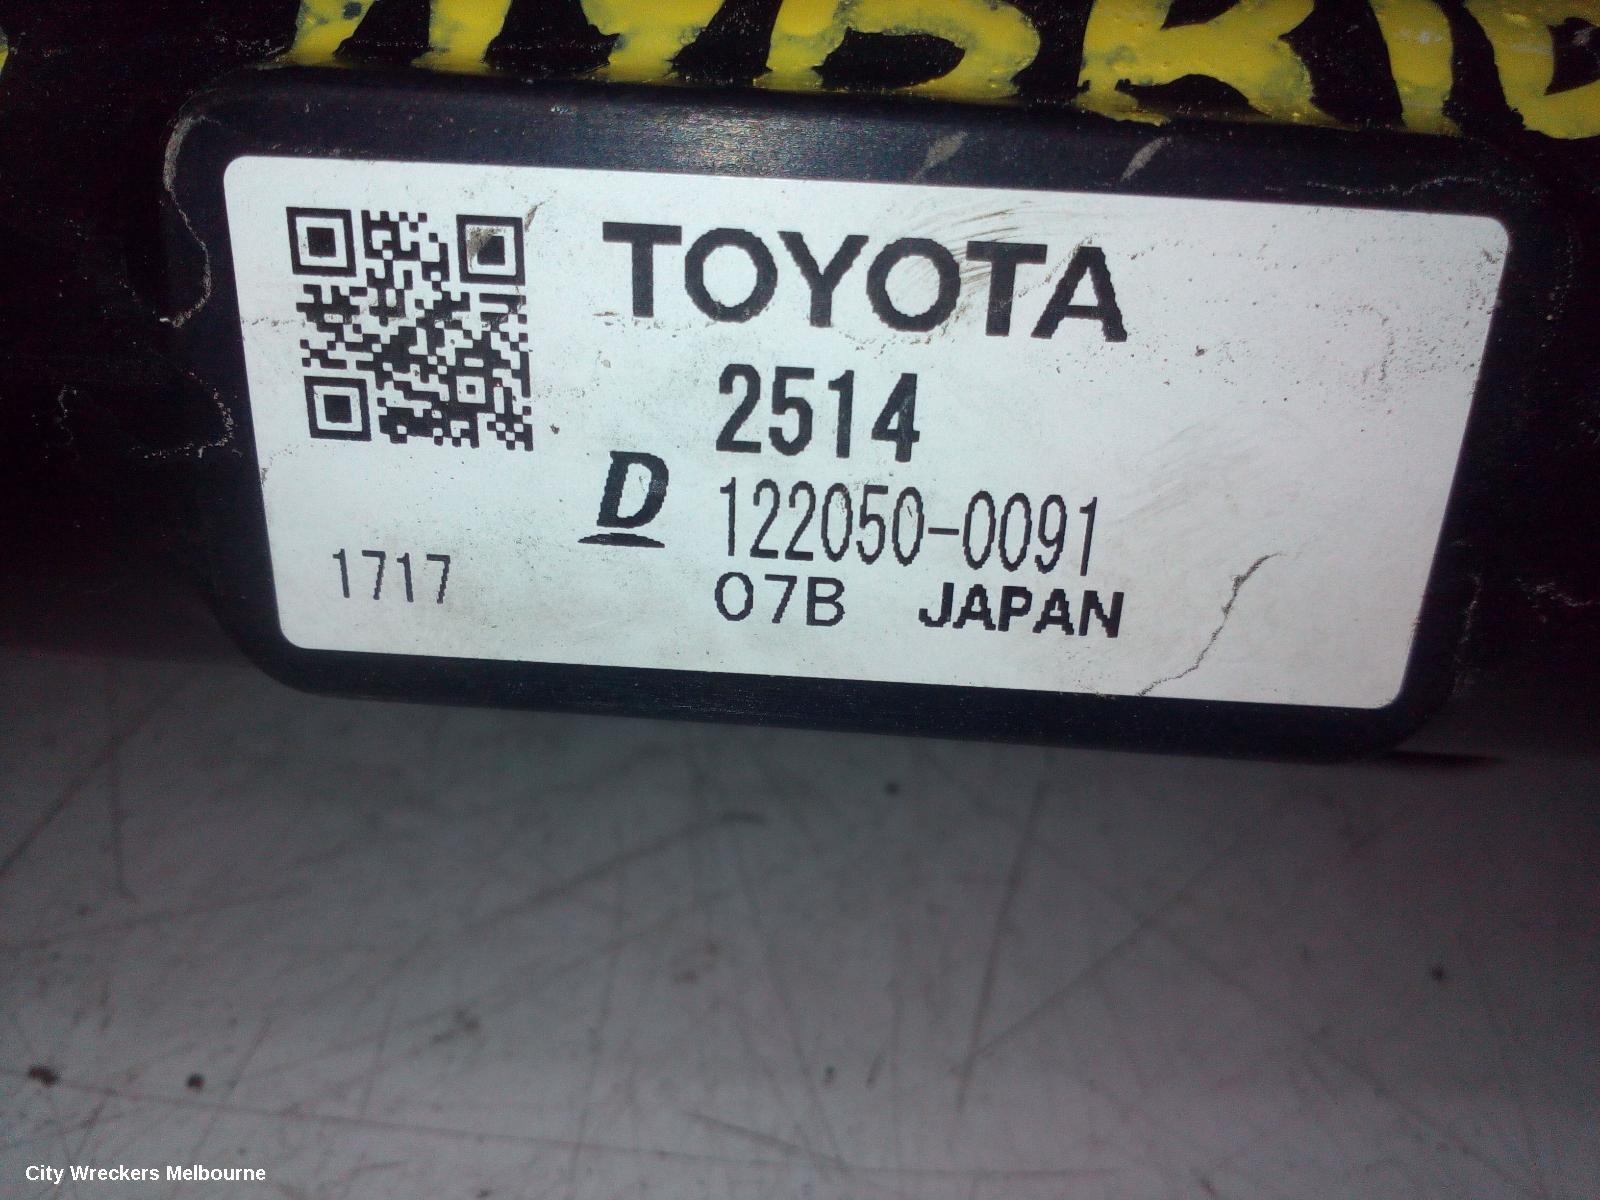 TOYOTA
2514
D 122050-0091
1717 07B JAPAN
City Wreckers Melbourne